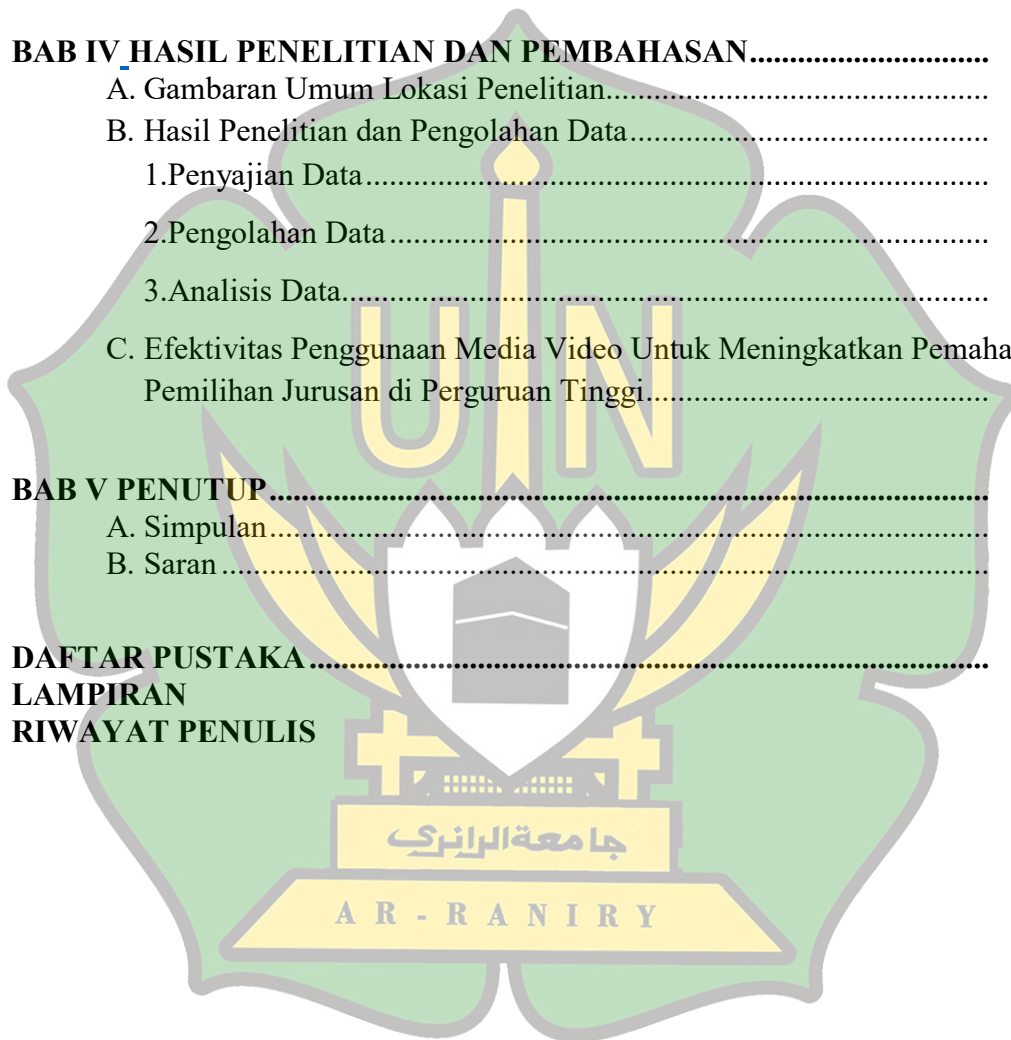 BAB IV HASIL PENELITIAN DAN PEMBAHASAN..............................
A. Gambaran Umum Lokasi Penelitian................................................
B. Hasil Penelitian dan Pengolahan Data.............................................
1.Penyajian Data..............................................................................
2.Pengolahan Data...........................................................................
3.Analisis Data.................................................................................
C. Efektivitas Penggunaan Media Video Untuk Meningkatkan Pemaha
Pemilihan Jurusan di Perguruan Tinggi...........................................
BAB V PENUTUP..........................................................................................
A. Simpulan..........................................................................................
B. Saran................................................................................................
DAFTAR PUSTAKA.....................................................................................
LAMPIRAN
RIWAYAT PENULIS
UIN
جامعةالرانري
AR-RANIRY